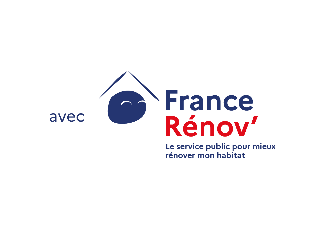 avec
France
Rénov’
Le service public pour mieux
rénover mon habitat